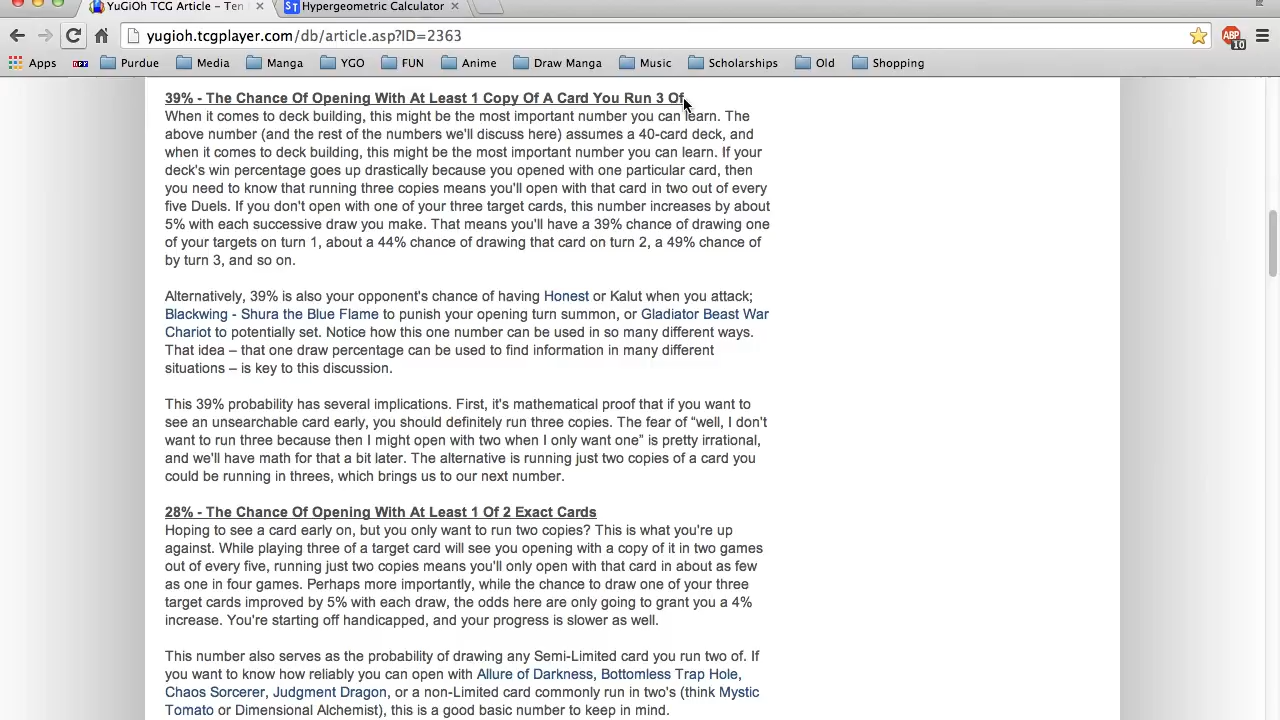 YuGiOh TCG Article – Ten
Hypergeometric Calculator
yugioh.tcgplayer.com/db/article.asp?ID=2363
ABP
10
Apps Purdue Media Manga YGO FUN Anime Draw Manga Music Scholarships Old Shopping
39% - The Chance Of Opening With At Least 1 Copy Of A Card You Run 3 Of
When it comes to deck building, this might be the most important number you can learn. The
above number (and the rest of the numbers we'll discuss here) assumes a 40-card deck, and
when it comes to deck building, this might be the most important number you can learn. If your
deck's win percentage goes up drastically because you opened with one particular card, then
you need to know that running three copies means you'll open with that card in two out of every
five Duels. If you don't open with one of your three target cards, this number increases by about
5% with each successive draw you make. That means you'll have a 39% chance of drawing one
of your targets on turn 1, about a 44% chance of drawing that card on turn 2, a 49% chance of
by turn 3, and so on.
Alternatively, 39% is also your opponent's chance of having Honest or Kalut when you attack;
Blackwing - Shura the Blue Flame to punish your opening turn summon, or Gladiator Beast War
Chariot to potentially set. Notice how this one number can be used in so many different ways.
That idea – that one draw percentage can be used to find information in many different
situations – is key to this discussion.
This 39% probability has several implications. First, it's mathematical proof that if you want to
see an unsearchable card early, you should definitely run three copies. The fear of “well, I don't
want to run three because then I might open with two when I only want one” is pretty irrational,
and we'll have math for that a bit later. The alternative is running just two copies of a card you
could be running in threes, which brings us to our next number.
28% - The Chance Of Opening With At Least 1 Of 2 Exact Cards
Hoping to see a card early on, but you only want to run two copies? This is what you're up
against. While playing three of a target card will see you opening with a copy of it in two games
out of every five, running just two copies means you'll only open with that card in about as few
as one in four games. Perhaps more importantly, while the chance to draw one of your three
target cards improved by 5% with each draw, the odds here are only going to grant you a 4%
increase. You're starting off handicapped, and your progress is slower as well.
This number also serves as the probability of drawing any Semi-Limited card you run two of. If
you want to know how reliably you can open with Allure of Darkness, Bottomless Trap Hole,
Chaos Sorcerer, Judgment Dragon, or a non-Limited card commonly run in two's (think Mystic
Tomato or Dimensional Alchemist), this is a good basic number to keep in mind.